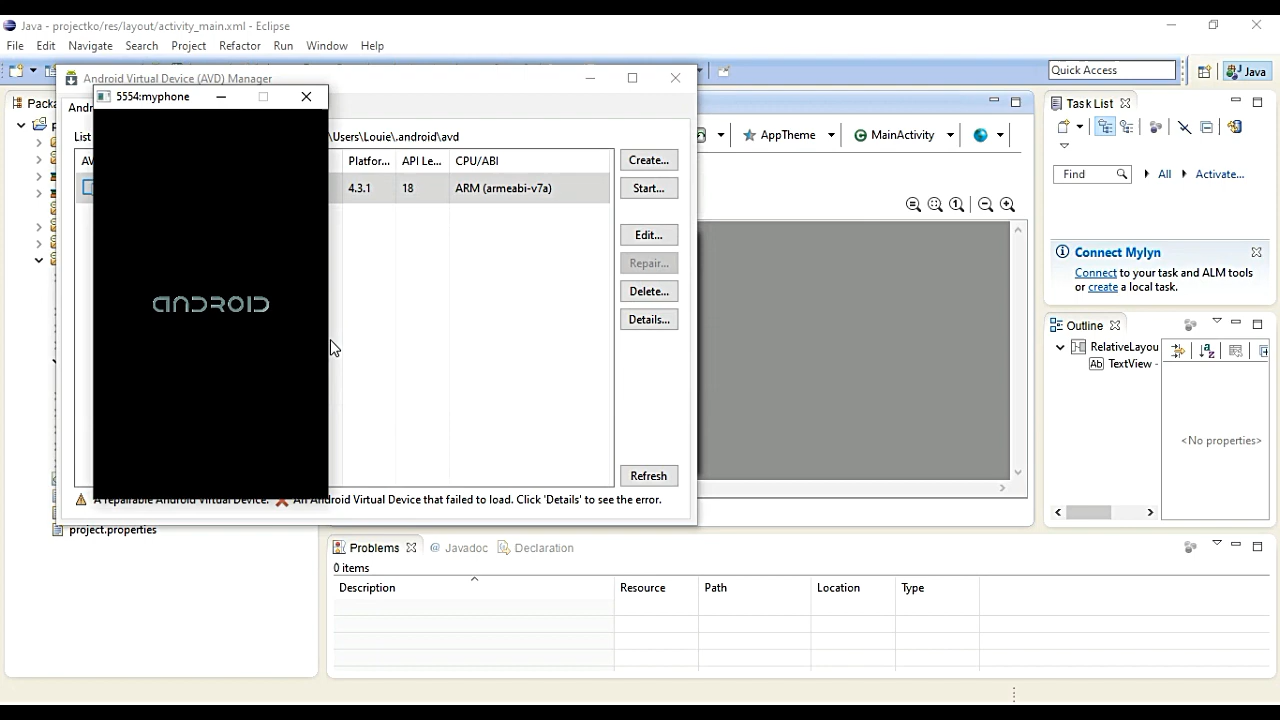 Java - projectko/res/layout/activity_main.xml - Eclipse
File Edit Navigate Search Project Refactor Run Window Help
Quick Access
Java
Android Virtual Device (AVD) Manager
5554:myphone
List
\Users\Louie\.android\avd
Platfor... API Le... CPU/ABI
4.3.1 18 ARM (armeabi-v7a)
Create...
Start...
Edit...
Repair...
Delete...
Details...
Refresh
ANDROID
A repairable Android Virtual Device. An Android Virtual Device that failed to load. Click 'Details' to see the error.
project.properties
AppTheme
MainActivity
Task List
Find All Activate...
Connect Mylyn
Connect to your task and ALM tools
or create a local task.
Outline
RelativeLayou
Ab TextView -
<No properties>
Problems @ Javadoc Declaration
0 items
Description Resource Path Location Type